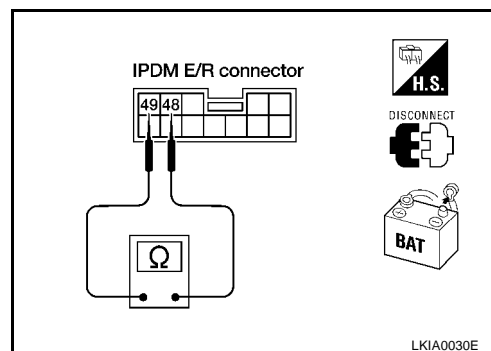 IPDM E/R connector
49 48
Ω
H.S.
DISCONNECT
BAT
LKIA0030E